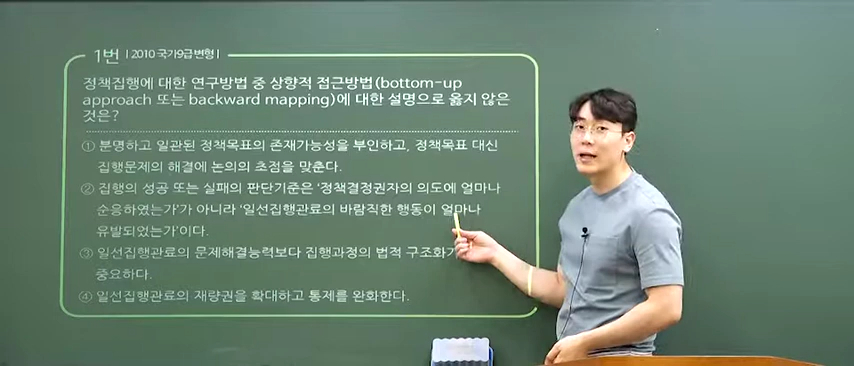 1번 | 2010 국가9급변형 |
정책집행에 대한 연구방법 중 상향적 접근방법(bottom-up
approach 또는 backward mapping)에 대한 설명으로 옳지 않은
것은?
① 분명하고 일관된 정책목표의 존재가능성을 부인하고, 정책목표 대신
집행문제의 해결에 논의의 초점을 맞춘다.
② 집행의 성공 또는 실패의 판단기준은 ‘정책결정권자의 의도에 얼마나
순응하였는가’가 아니라 ‘일선집행관료의 바람직한 행동이 얼마나
유발되었는가’이다.
③ 일선집행관료의 문제해결능력보다 집행과정의 법적 구조화가
중요하다.
④ 일선집행관료의 재량권을 확대하고 통제를 완화한다.